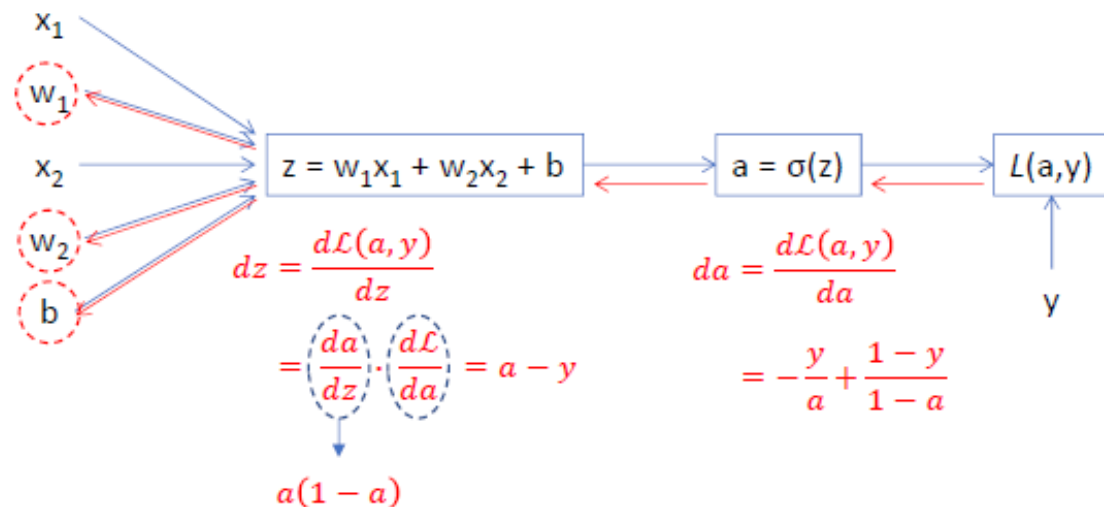 x₁
w₁
x₂
w₂
b
z = w₁x₁ + w₂x₂ + b
a = σ(z)
L(a,y)
y
dz = dℒ(a, y) / dz
= da/dz · dℒ/da = a − y
a(1 − a)
da = dℒ(a, y) / da
= − y/a + (1 − y)/(1 − a)